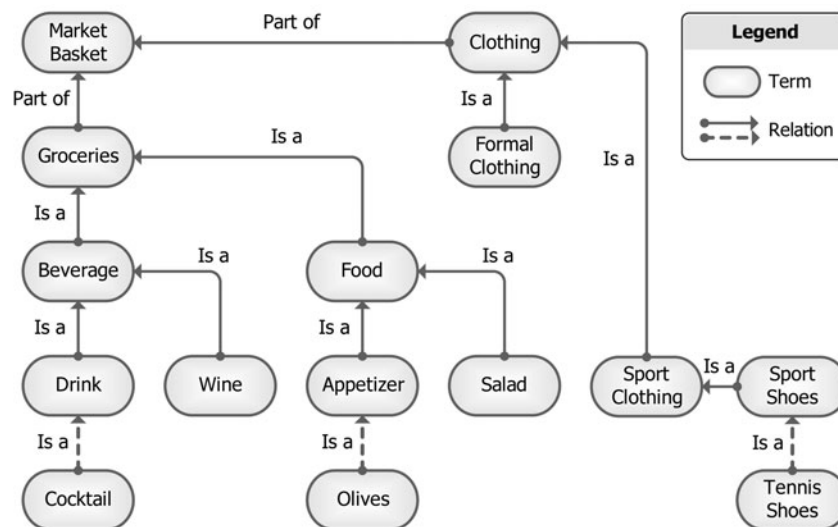 Market
Basket
Part of
Clothing
Legend
Term
Relation
Part of
Is a
Groceries
Is a
Formal
Clothing
Is a
Is a
Beverage
Is a
Food
Is a
Is a
Is a
Drink
Wine
Appetizer
Salad
Sport
Clothing
Is a
Sport
Shoes
Is a
Is a
Is a
Cocktail
Olives
Tennis
Shoes